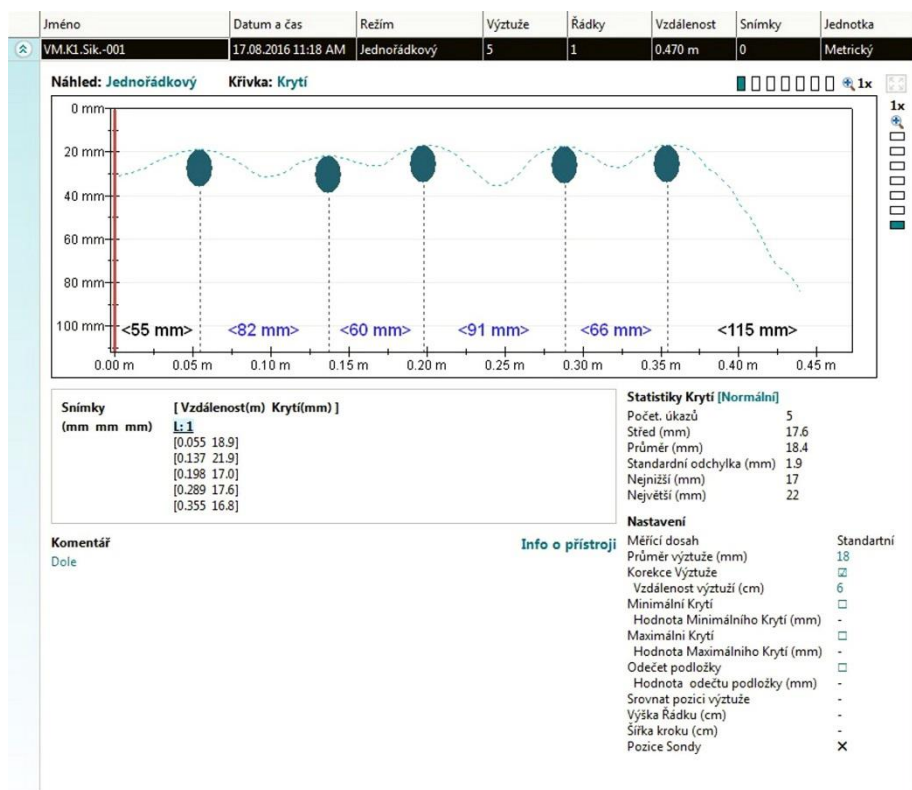 Jméno Datum a čas Režím Výztuže Řádky Vzdálenost Snímky Jednotka
VM.K1.Sik.-001 17.08.2016 11:18 AM Jednořádkový 5 1 0.470 m 0 Metrický
Náhled: Jednořádkový Křivka: Krytí 1x
1x
0 mm
20 mm
40 mm
60 mm
80 mm
100 mm
<55 mm> <82 mm> <60 mm> <91 mm> <66 mm> <115 mm>
0.00 m 0.05 m 0.10 m 0.15 m 0.20 m 0.25 m 0.30 m 0.35 m 0.40 m 0.45 m
Snímky [ Vzdálenost(m) Krytí(mm) ]
(mm mm mm) L: 1
[0.055 18.9]
[0.137 21.9]
[0.198 17.0]
[0.289 17.6]
[0.355 16.8]
Komentář
Dole
Info o přístroji
Statistiky Krytí [Normální]
Počet. úkazů 5
Střed (mm) 17.6
Průměr (mm) 18.4
Standardní odchylka (mm) 1.9
Nejnižší (mm) 17
Největší (mm) 22
Nastavení
Měřící dosah Standartní
Průměr výztuže (mm) 18
Korekce Výztuže ☑
Vzdálenost výztuží (cm) 6
Minimální Krytí ☐
Hodnota Minimálního Krytí (mm) -
Maximálni Krytí ☐
Hodnota Maximálniho Krytí (mm) -
Odečet podložky ☐
Hodnota odečtu podložky (mm) -
Srovnat pozici výztuže -
Výška Řádku (cm) -
Šířka kroku (cm) -
Pozice Sondy ✕